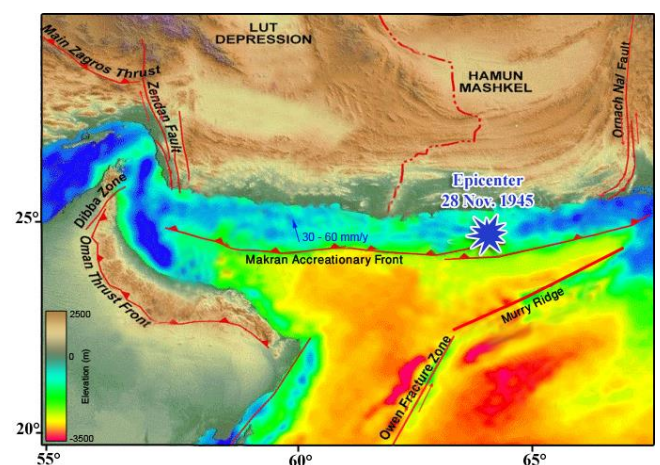 Main Zagros Thrust
LUT
DEPRESSION
Zendan Fault
HAMUN
MASHKEL
Ornach Nal Fault
Epicenter
28 Nov. 1945
25°
Dibba Zone
30 - 60 mm/y
Makran Accreationary Front
Oman Thrust Front
Murry Ridge
Owen Fracture Zone
2500
0
-3500
Elevation (m)
20°
55°
60°
65°